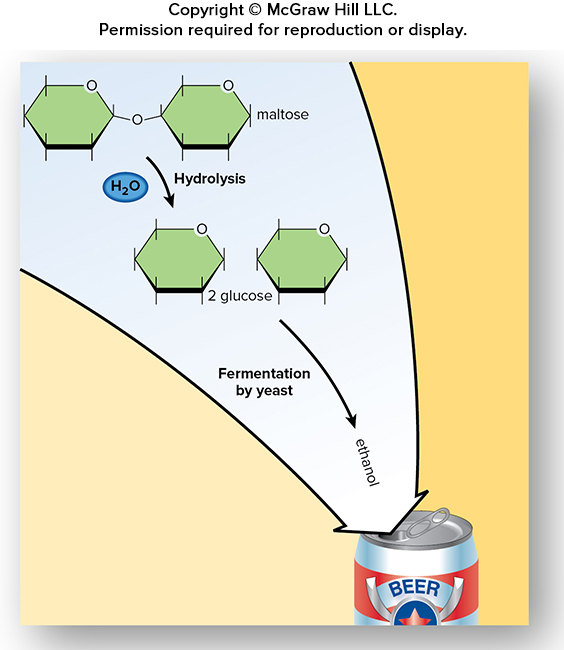 Copyright © McGraw Hill LLC.
Permission required for reproduction or display.
O
O
O
maltose
Hydrolysis
H₂O
O
O
2 glucose
Fermentation
by yeast
ethanol
BEER